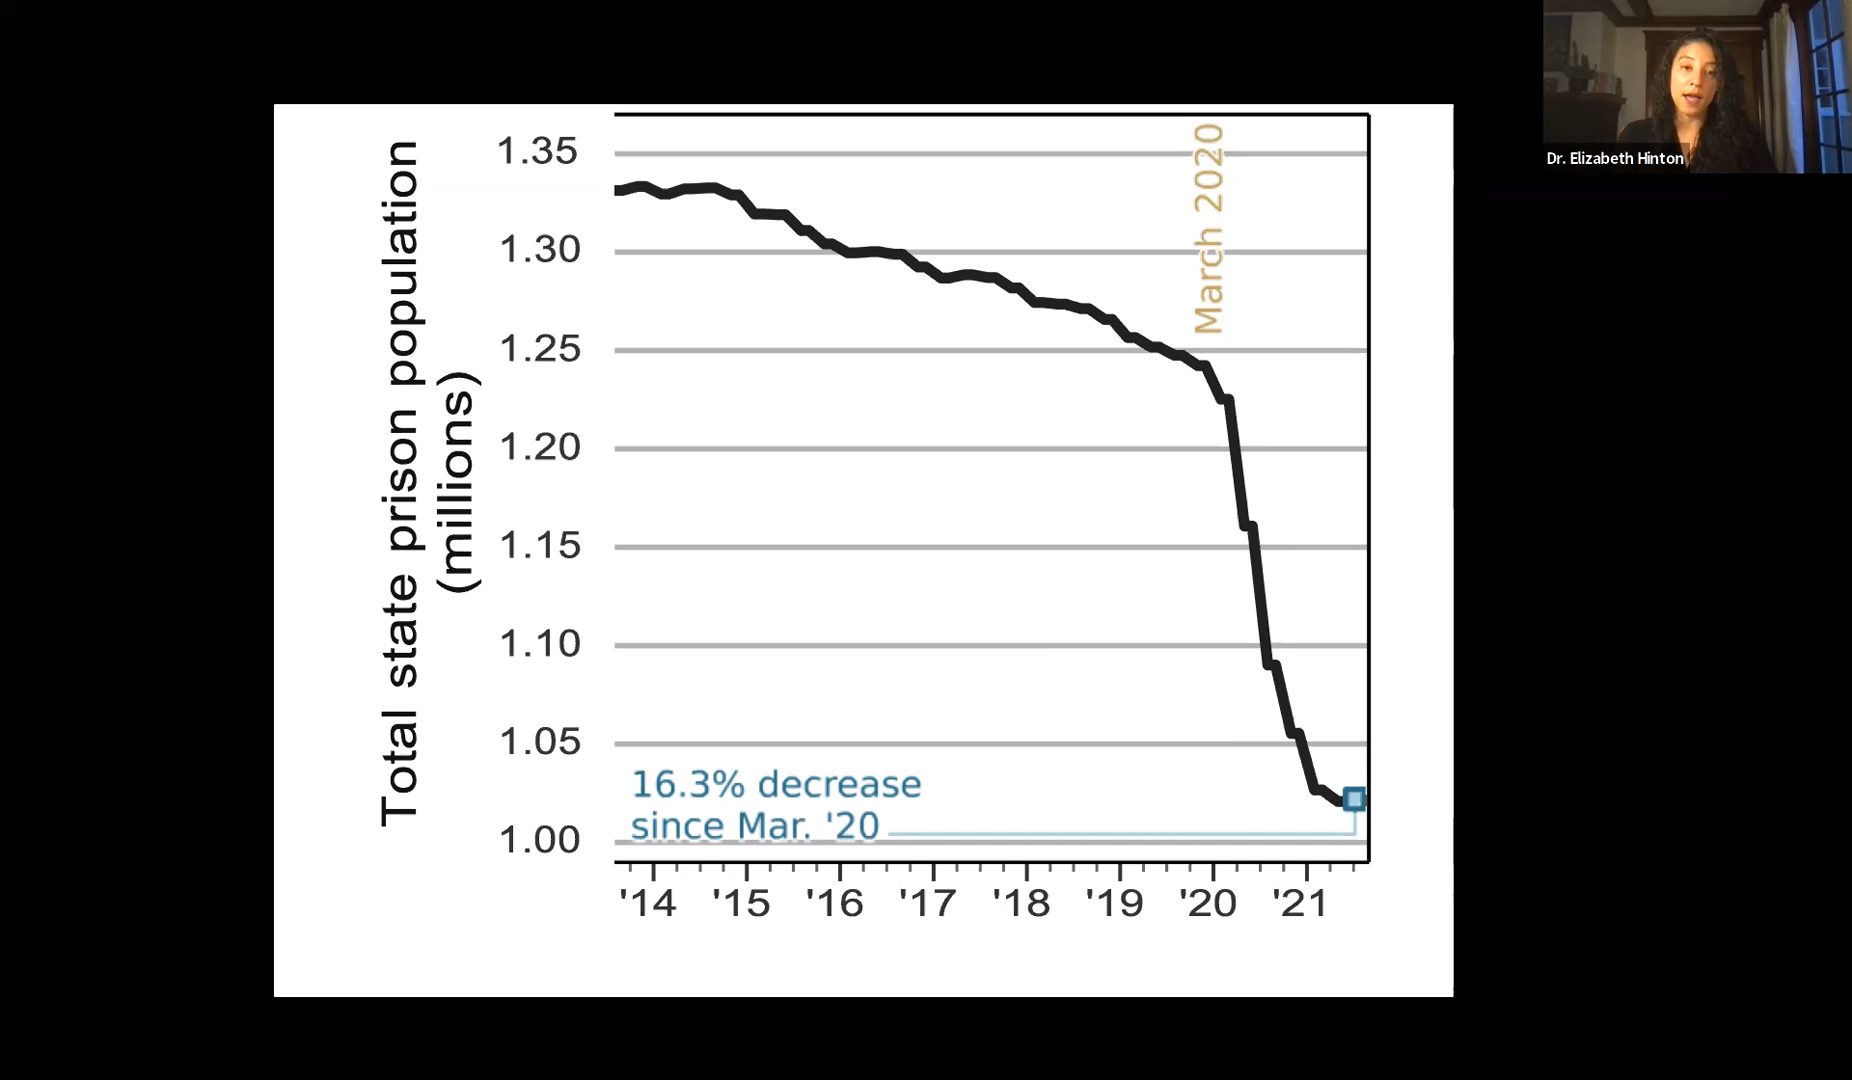 Dr. Elizabeth Hinton
Total state prison population
(millions)
1.35
1.30
1.25
1.20
1.15
1.10
1.05
1.00
March 2020
16.3% decrease
since Mar. '20
'14 '15 '16 '17 '18 '19 '20 '21